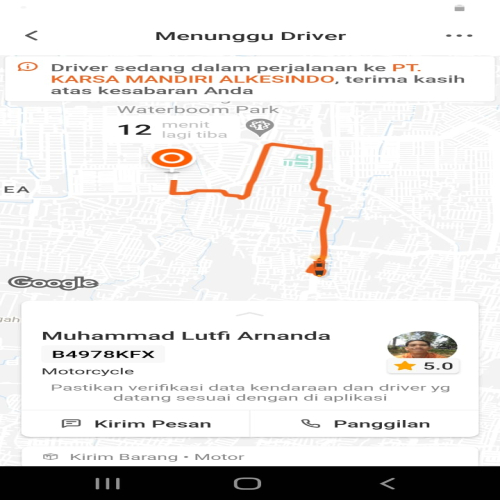 Menunggu Driver
Driver sedang dalam perjalanan ke PT.
KARSA MANDIRI ALKESINDO, terima kasih
atas kesabaran Anda
Waterboom Park
12 menit
lagi tiba
EA
Google
gah
Muhammad Lutfi Arnanda
B4978KFX
5.0
Motorcycle
Pastikan verifikasi data kendaraan dan driver yg
datang sesuai dengan di aplikasi
Kirim Pesan
Panggilan
Kirim Barang • Motor